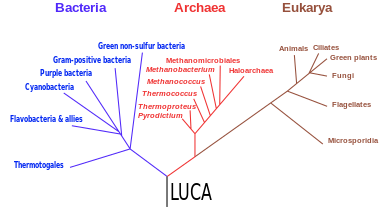 Bacteria
Archaea
Eukarya
Green non-sulfur bacteria
Gram-positive bacteria
Purple bacteria
Cyanobacteria
Flavobacteria & allies
Thermotogales
Methanomicrobiales
Methanobacterium
Haloarchaea
Methanococcus
Thermococcus
Thermoproteus
Pyrodictium
Animals
Ciliates
Green plants
Fungi
Flagellates
Microsporidia
LUCA